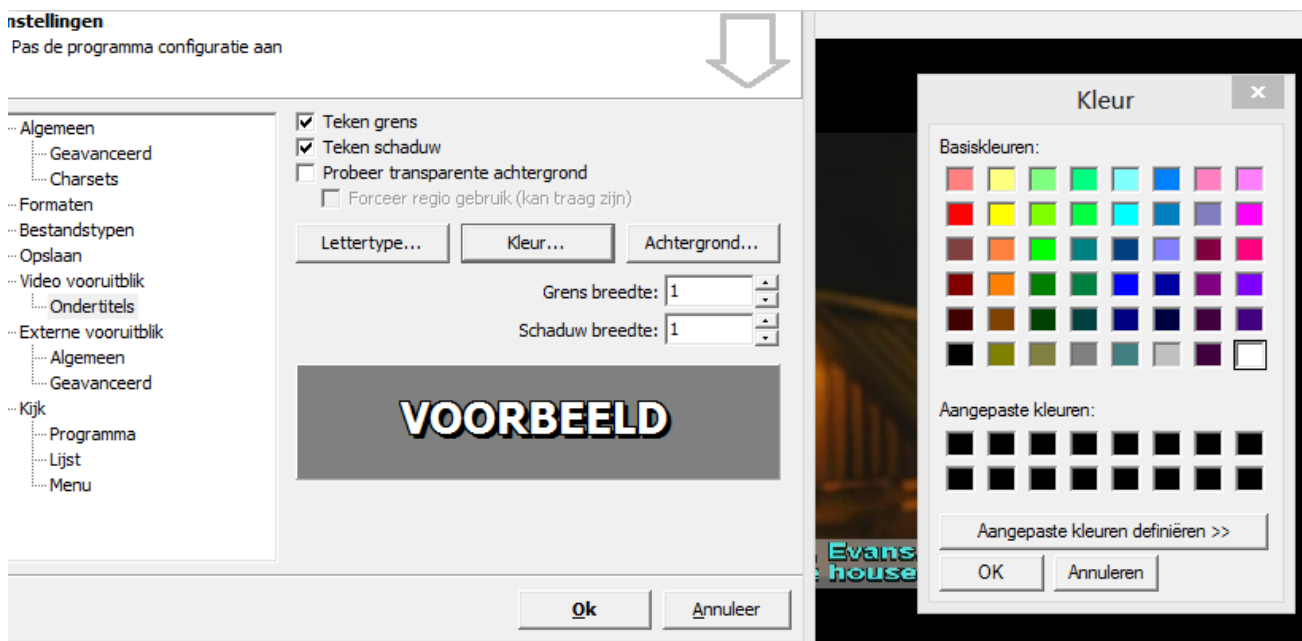 nstellingen
Pas de programma configuratie aan
Algemeen
Geavanceerd
Charsets
Formaten
Bestandstypen
Opslaan
Video vooruitblik
Ondertitels
Externe vooruitblik
Algemeen
Geavanceerd
Kijk
Programma
Lijst
Menu
Teken grens
Teken schaduw
Probeer transparente achtergrond
Forceer regio gebruik (kan traag zijn)
Lettertype... Kleur... Achtergrond...
Grens breedte: 1
Schaduw breedte: 1
VOORBEELD
Ok Annuleer
Evans
house
Kleur
x
Basiskleuren:
Aangepaste kleuren:
Aangepaste kleuren definiëren >>
OK Annuleren